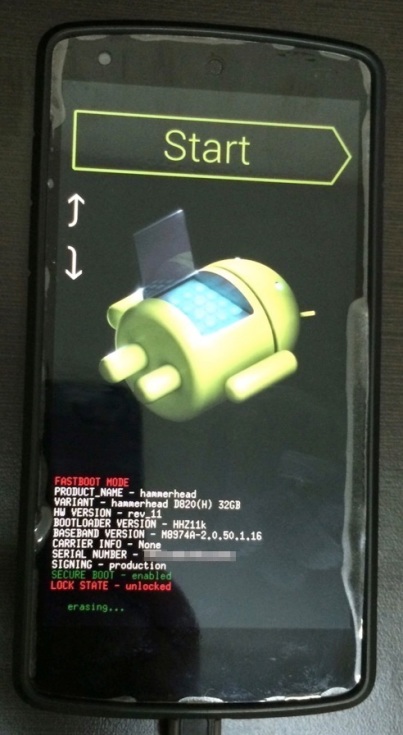 Start
FASTBOOT MODE
PRODUCT_NAME - hammerhead
VARIANT - hammerhead D820(H) 32GB
HW VERSION - rev_11
BOOTLOADER VERSION - HHZ11k
BASEBAND VERSION - M8974A-2.0.50.1.16
CARRIER INFO - None
SERIAL NUMBER -
SIGNING - production
SECURE BOOT - enabled
LOCK STATE - unlocked
erasing...